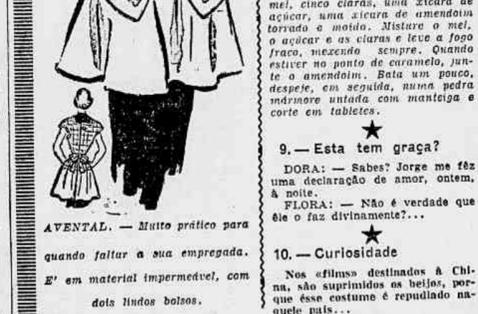 AVENTAL. — Muito prático para
quando faltar a sua empregada.
E' em material impermeável, com
dois lindos bolsos.
mel, cinco claras, uma xícara de
açúcar, uma xícara de amendoim
torrado e moído. Misture o mel,
o açúcar e as claras e leve a fogo
fraco, mexendo sempre. Quando
estiver no ponto de caramelo, jun-
te o amendoim. Bata um pouco,
despeje, em seguida, numa pedra
mármore untada com manteiga e
corte em tabletes.
9. — Esta tem graça?
DORA: — Sabes? Jorge me fêz
uma declaração de amor, ontem,
à noite.
FLORA: — Não é verdade que
êle o faz divinamente?...
10. — Curiosidade
Nos «films» destinados à Chi-
na, são suprimidos os beijos, por-
que êsse costume é repudiado na-
quele país...